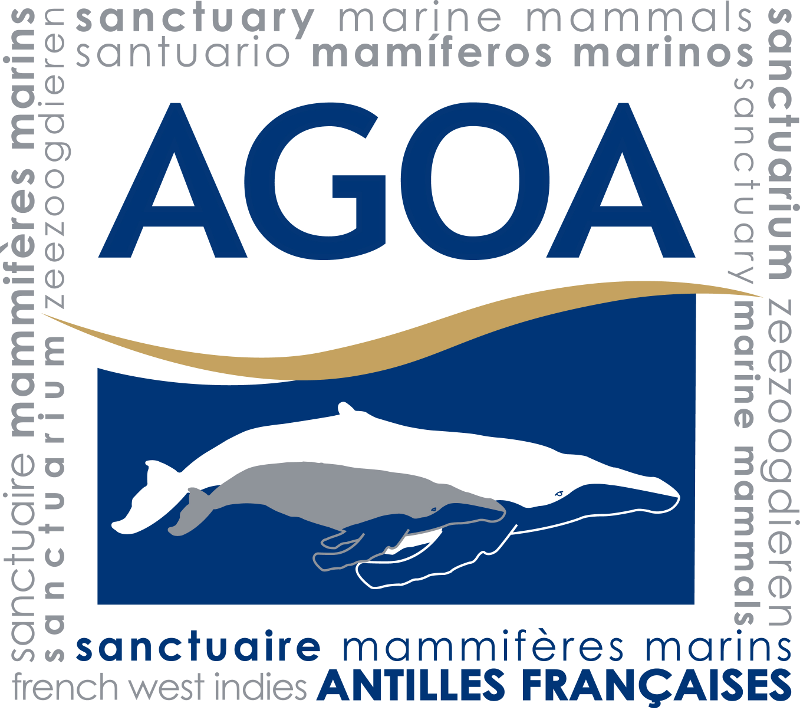 sanctuary marine mammals
santuario mamíferos marinos
sanctuaire mammifères marins
sanctuarium zeezoogdieren
AGOA
sanctuary marine mammals
sanctuarium zeezoogdieren
sanctuaire mammifères marins
french west indies ANTILLES FRANÇAISES